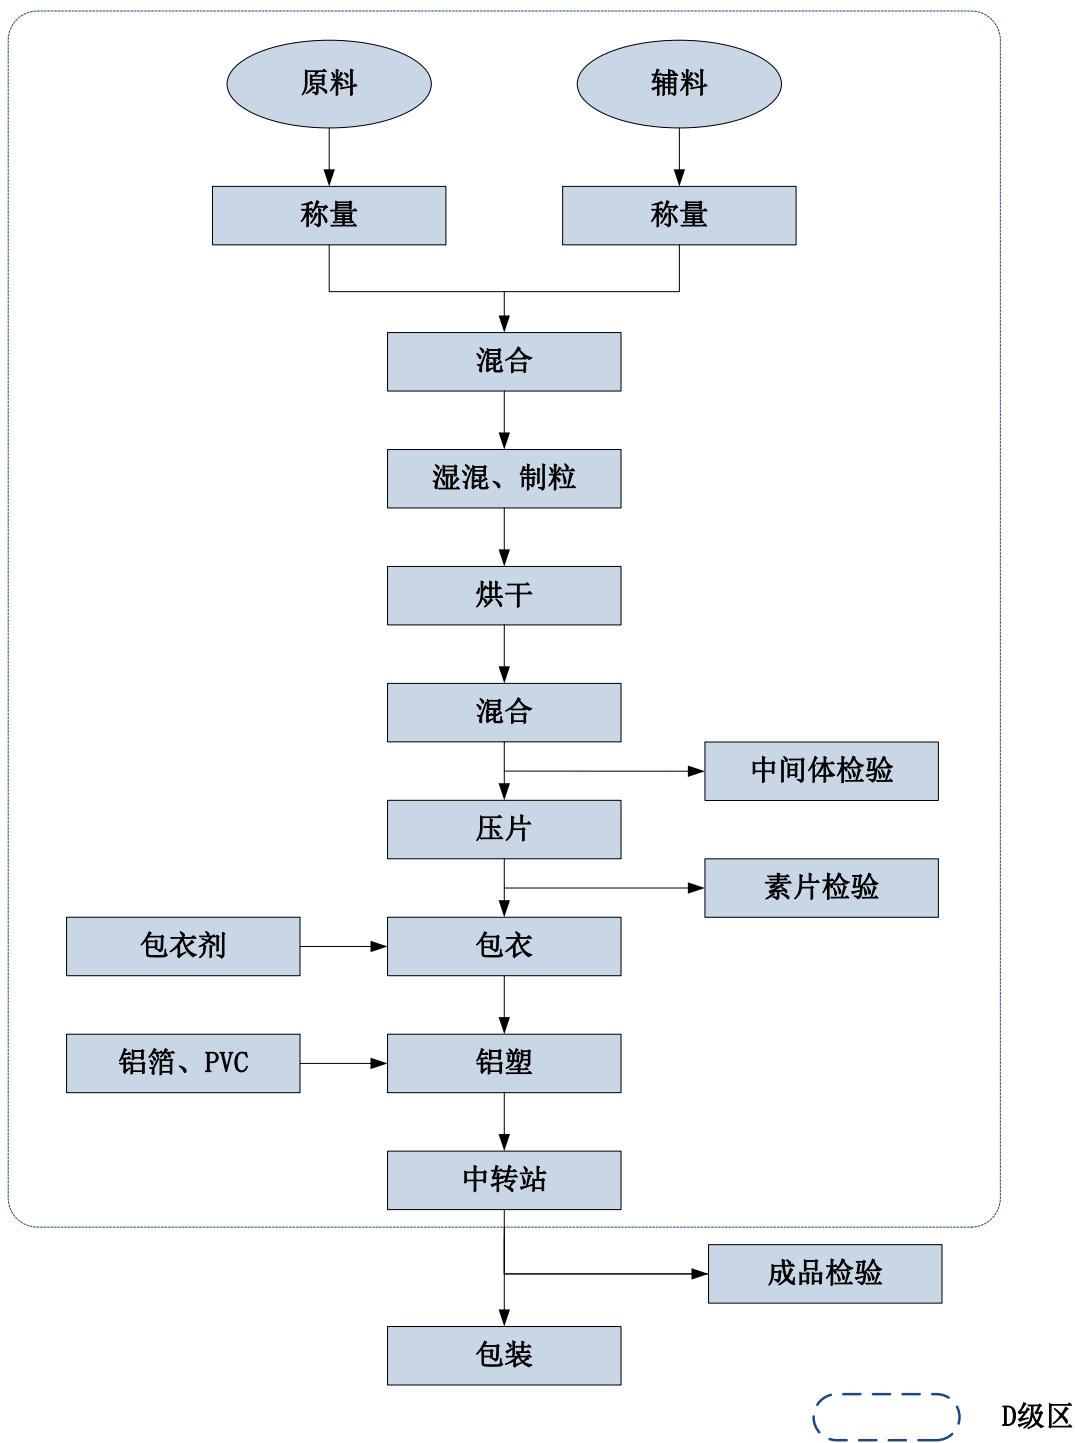 原料
辅料
称量
称量
混合
湿混、制粒
烘干
混合
中间体检验
压片
素片检验
包衣剂
包衣
铝箔、PVC
铝塑
中转站
成品检验
包装
D级区